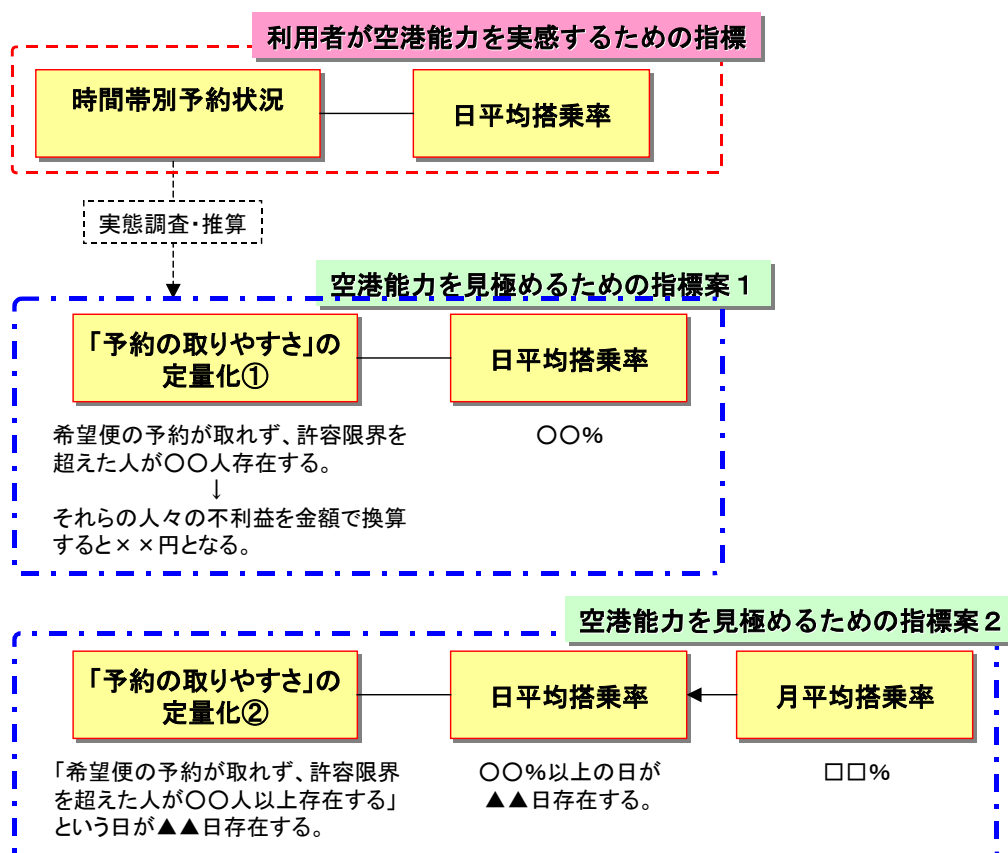 利用者が空港能力を実感するための指標
時間帯別予約状況
日平均搭乗率
実態調査・推算
空港能力を見極めるための指標案１
「予約の取りやすさ」の
定量化①
日平均搭乗率
希望便の予約が取れず、許容限界を
超えた人が〇〇人存在する。
↓
それらの人々の不利益を金額で換算
すると××円となる。
〇〇%
空港能力を見極めるための指標案２
「予約の取りやすさ」の
定量化②
日平均搭乗率
月平均搭乗率
「希望便の予約が取れず、許容限界
を超えた人が〇〇人以上存在する」
という日が▲▲日存在する。
〇〇%以上の日が
▲▲日存在する。
□□%